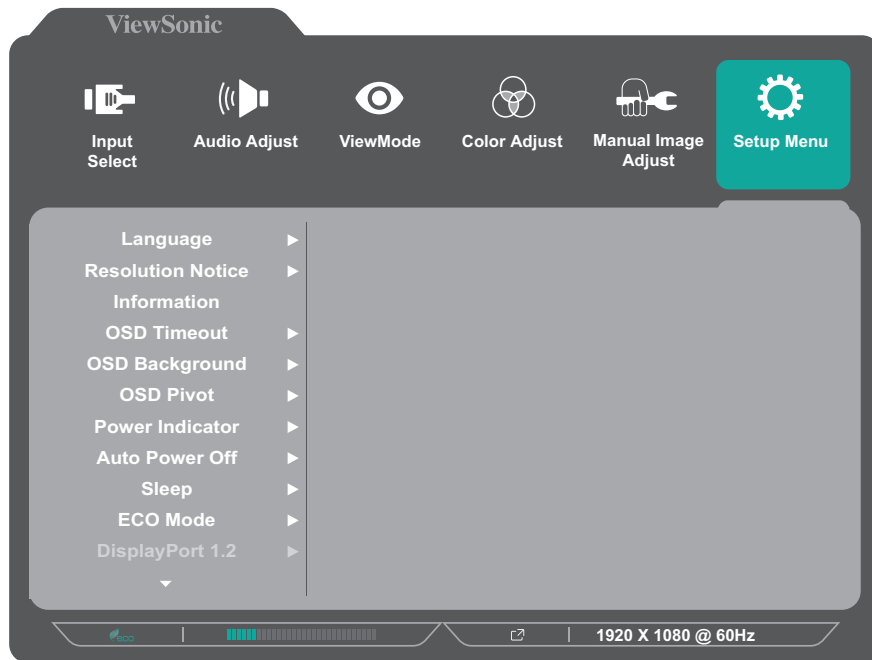 ViewSonic
Input
Select
Audio Adjust
ViewMode
Color Adjust
Manual Image
Adjust
Setup Menu
Language
Resolution Notice
Information
OSD Timeout
OSD Background
OSD Pivot
Power Indicator
Auto Power Off
Sleep
ECO Mode
DisplayPort 1.2
eco
1920 X 1080 @ 60Hz